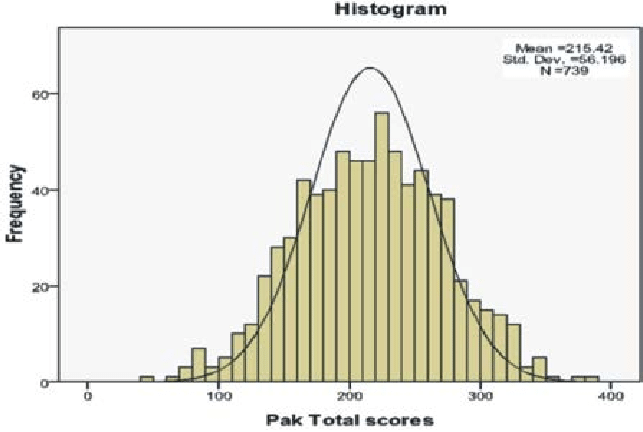 Histogram
Mean =215.42
Std. Dev. =56.196
N =739
60
40
20
0
Frequency
0 100 200 300 400
Pak Total scores